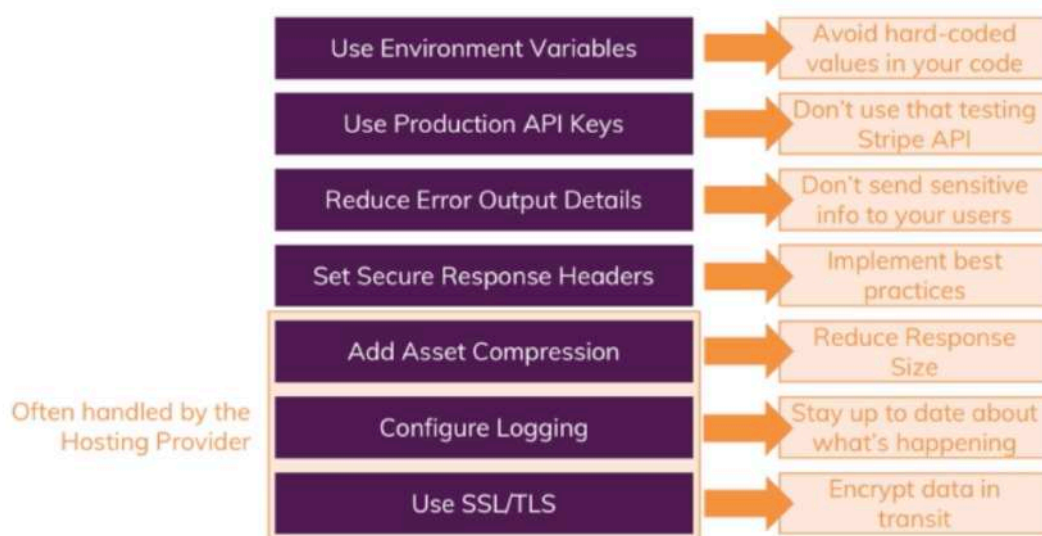 Use Environment Variables
Avoid hard-coded
values in your code
Use Production API Keys
Don't use that testing
Stripe API
Reduce Error Output Details
Don't send sensitive
info to your users
Set Secure Response Headers
Implement best
practices
Add Asset Compression
Reduce Response
Size
Often handled by the
Hosting Provider
Configure Logging
Stay up to date about
what's happening
Use SSL/TLS
Encrypt data in
transit